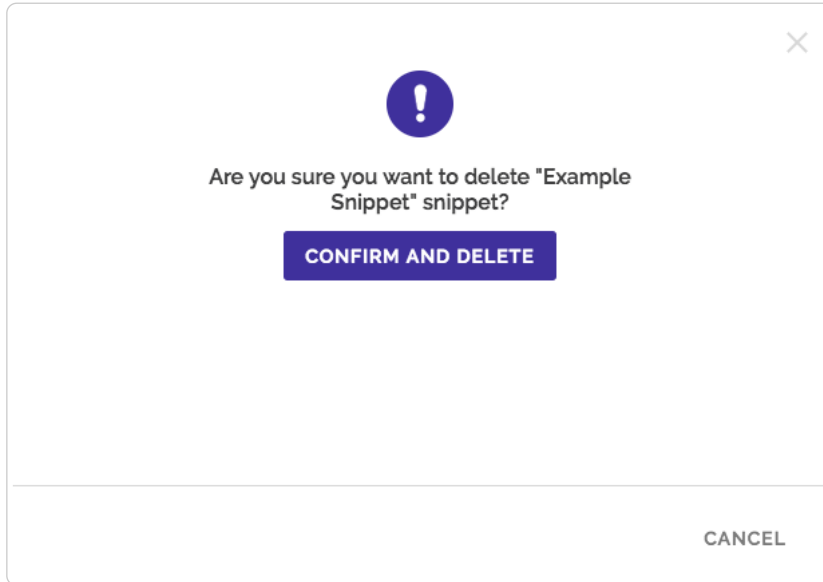 Are you sure you want to delete "Example
Snippet" snippet?
CONFIRM AND DELETE
CANCEL